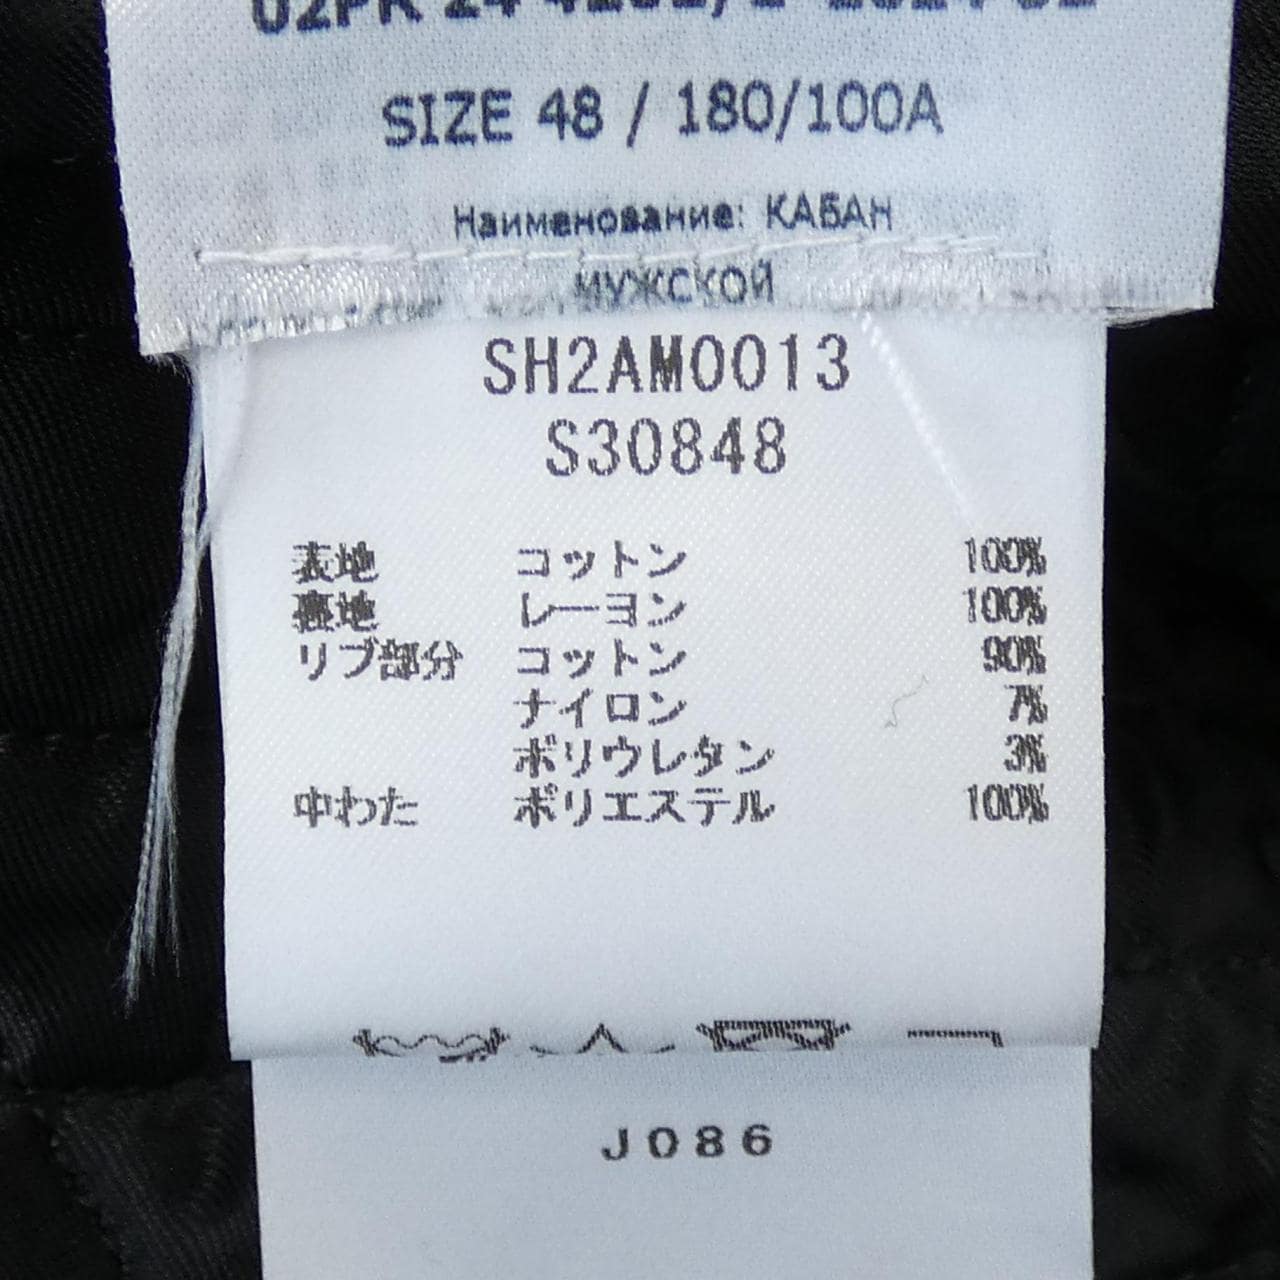 SIZE 48 / 180/100A
Наименование: КАБАН
МУЖСКОЙ
SH2AM0013
S30848
表地 コットン 100%
裏地 レーヨン 100%
リブ部分 コットン 90%
ナイロン 7%
ポリウレタン 3%
中わた ポリエステル 100%
J086